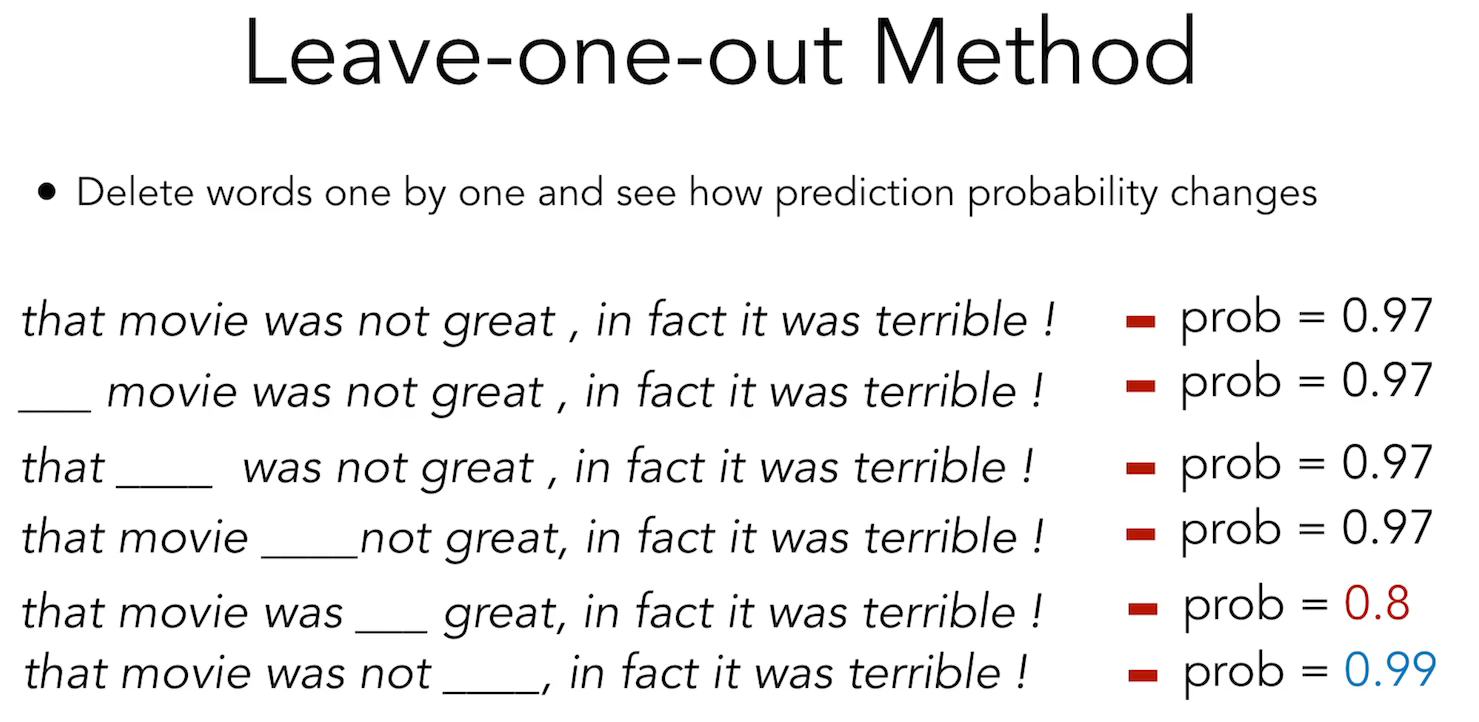 Leave-one-out Method
• Delete words one by one and see how prediction probability changes
that movie was not great , in fact it was terrible ! - prob = 0.97
___ movie was not great , in fact it was terrible ! - prob = 0.97
that ____ was not great , in fact it was terrible ! - prob = 0.97
that movie ____not great, in fact it was terrible ! - prob = 0.97
that movie was ___ great, in fact it was terrible ! - prob = 0.8
that movie was not ____, in fact it was terrible ! - prob = 0.99